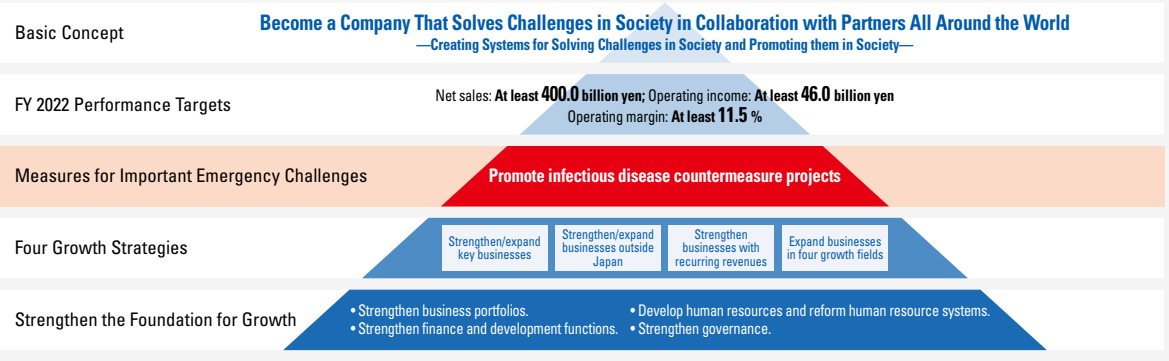 Basic Concept
Become a Company That Solves Challenges in Society in Collaboration with Partners All Around the World
—Creating Systems for Solving Challenges in Society and Promoting them in Society—
FY 2022 Performance Targets
Net sales: At least 400.0 billion yen; Operating income: At least 46.0 billion yen
Operating margin: At least 11.5 %
Measures for Important Emergency Challenges
Promote infectious disease countermeasure projects
Four Growth Strategies
Strengthen/expand
key businesses
Strengthen/expand
businesses outside
Japan
Strengthen
businesses with
recurring revenues
Expand businesses
in four growth fields
Strengthen the Foundation for Growth
• Strengthen business portfolios.
• Strengthen finance and development functions.
• Develop human resources and reform human resource systems.
• Strengthen governance.